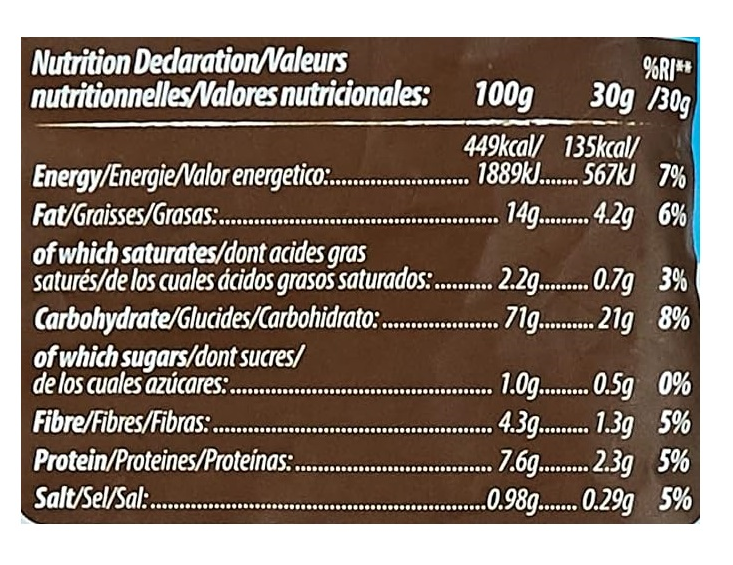 Nutrition Declaration/Valeurs
nutritionnelles/Valores nutricionales: 100g 30g %RI** /30g
449kcal/ 135kcal/
Energy/Energie/Valor energetico:.............................. 1889kJ....... 567kJ 7%
Fat/Graisses/Grasas:........................................................ 14g.......... 4.2g 6%
of which saturates/dont acides gras
saturés/de los cuales ácidos grasos saturados:........... 2.2g.......... 0.7g 3%
Carbohydrate/Glucides/Carbohidrato:....................... 71g........... 21g 8%
of which sugars/dont sucres/
de los cuales azúcares:..................................................... 1.0g.......... 0.5g 0%
Fibre/Fibres/Fibras:........................................................ 4.3g.......... 1.3g 5%
Protein/Proteines/Proteínas:........................................ 7.6g.......... 2.3g 5%
Salt/Sel/Sal:....................................................................0.98g....... 0.29g 5%